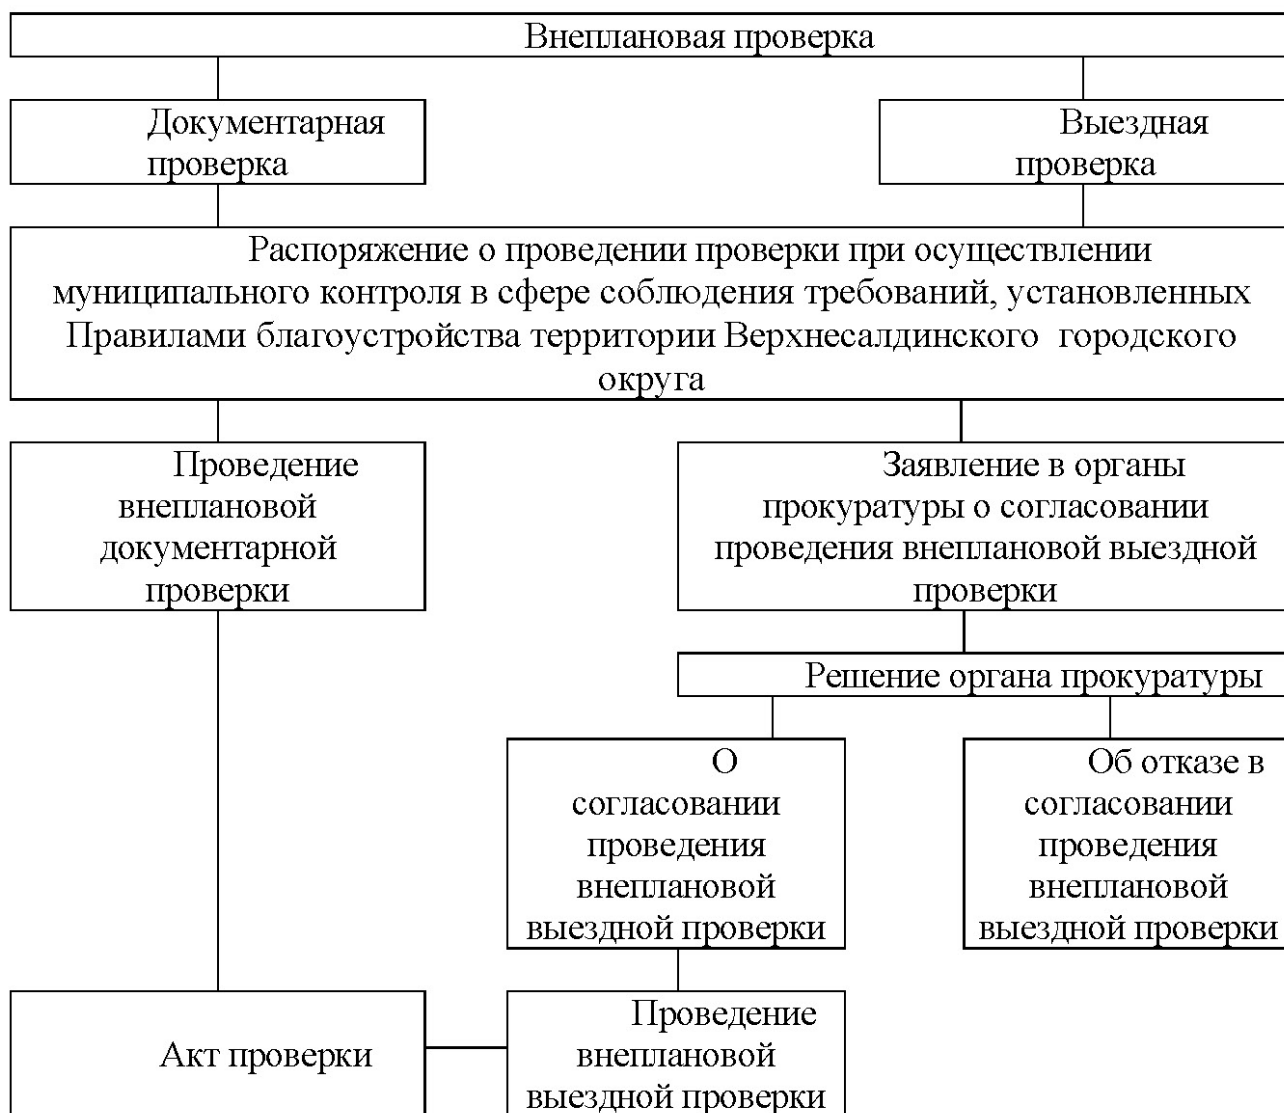 Внеплановая проверка
Документарная
проверка
Выездная
проверка
Распоряжение о проведении проверки при осуществлении
муниципального контроля в сфере соблюдения требований, установленных
Правилами благоустройства территории Верхнесалдинского городского
округа
Проведение
внеплановой
документарной
проверки
Заявление в органы
прокуратуры о согласовании
проведения внеплановой выездной
проверки
Решение органа прокуратуры
О
согласовании
проведения
внеплановой
выездной проверки
Об отказе в
согласовании
проведения
внеплановой
выездной проверки
Акт проверки
Проведение
внеплановой
выездной проверки